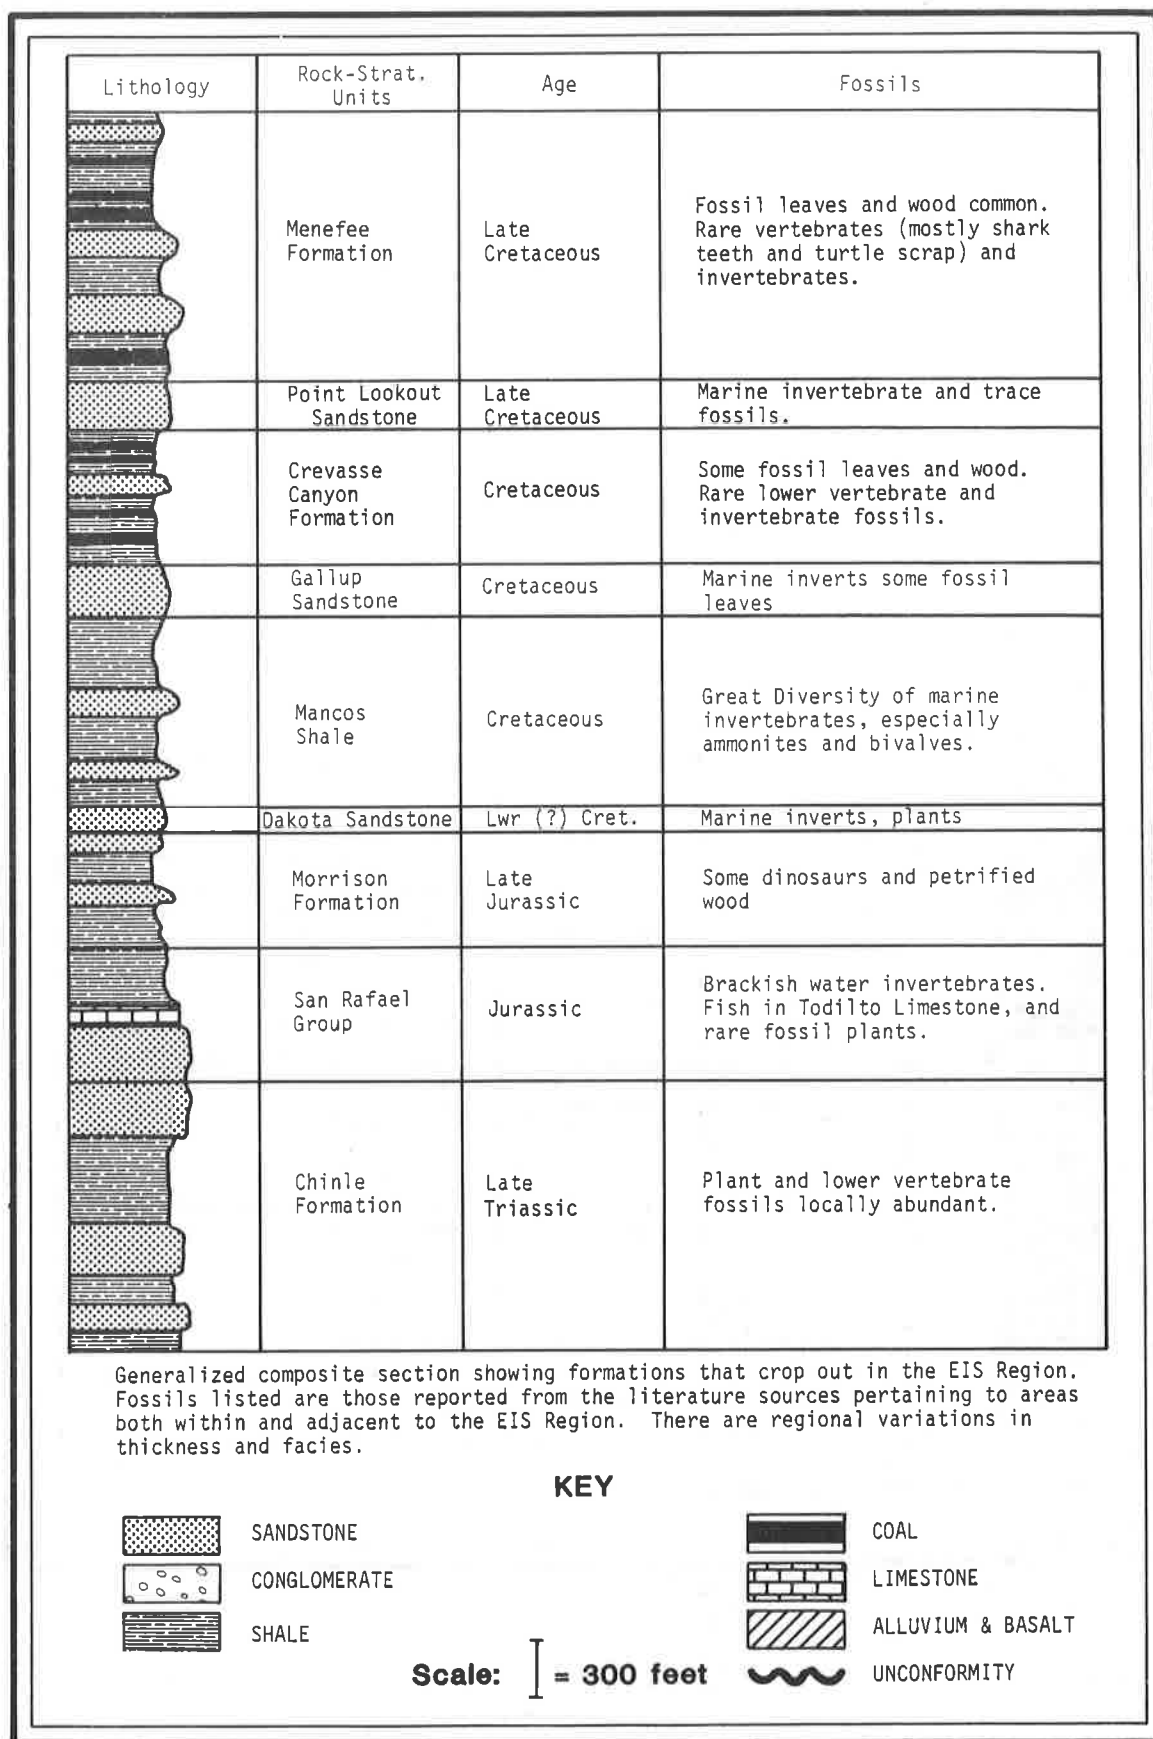 Lithology
Rock-Strat.
Units
Age
Fossils
Menefee
Formation
Late
Cretaceous
Fossil leaves and wood common.
Rare vertebrates (mostly shark
teeth and turtle scrap) and
invertebrates.
Point Lookout
Sandstone
Late
Cretaceous
Marine invertebrate and trace
fossils.
Crevasse
Canyon
Formation
Cretaceous
Some fossil leaves and wood.
Rare lower vertebrate and
invertebrate fossils.
Gallup
Sandstone
Cretaceous
Marine inverts some fossil
leaves
Mancos
Shale
Cretaceous
Great Diversity of marine
invertebrates, especially
ammonites and bivalves.
Dakota Sandstone
Lwr (?) Cret.
Marine inverts, plants
Morrison
Formation
Late
Jurassic
Some dinosaurs and petrified
wood
San Rafael
Group
Jurassic
Brackish water invertebrates.
Fish in Todilto Limestone, and
rare fossil plants.
Chinle
Formation
Late
Triassic
Plant and lower vertebrate
fossils locally abundant.
Generalized composite section showing formations that crop out in the EIS Region.
Fossils listed are those reported from the literature sources pertaining to areas
both within and adjacent to the EIS Region. There are regional variations in
thickness and facies.
KEY
SANDSTONE
CONGLOMERATE
SHALE
COAL
LIMESTONE
ALLUVIUM & BASALT
UNCONFORMITY
Scale: = 300 feet